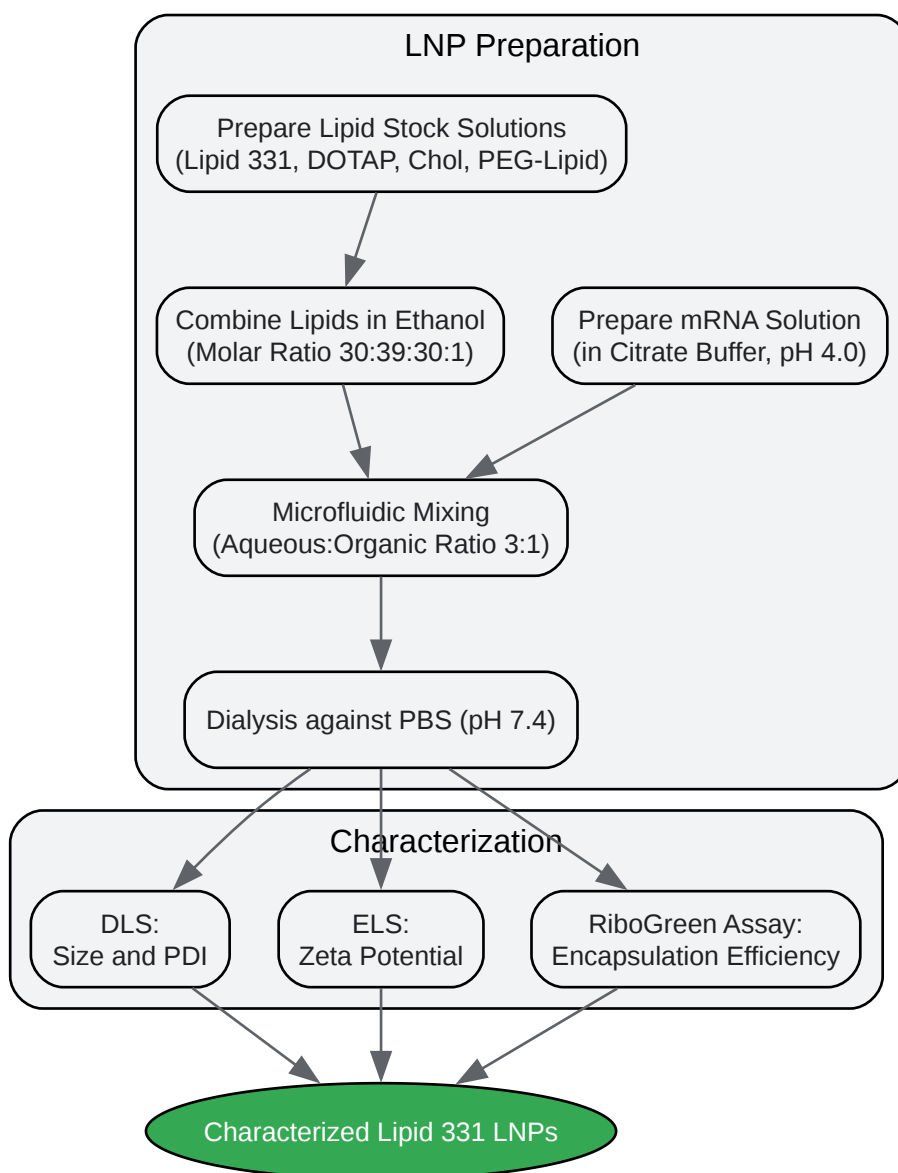 LNP Preparation
Prepare Lipid Stock Solutions
(Lipid 331, DOTAP, Chol, PEG-Lipid)
Combine Lipids in Ethanol
(Molar Ratio 30:39:30:1)
Prepare mRNA Solution
(in Citrate Buffer, pH 4.0)
Microfluidic Mixing
(Aqueous:Organic Ratio 3:1)
Dialysis against PBS (pH 7.4)
Characterization
DLS:
Size and PDI
ELS:
Zeta Potential
RiboGreen Assay:
Encapsulation Efficiency
Characterized Lipid 331 LNPs